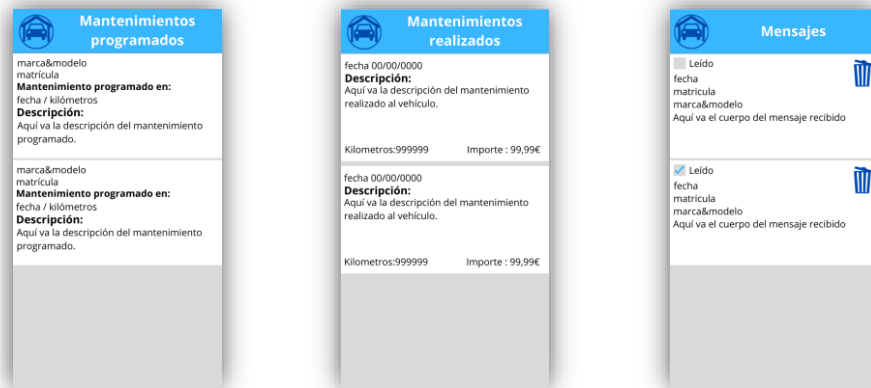 Mantenimientos
programados
marca&modelo
matrícula
Mantenimiento programado en:
fecha / kilómetros
Descripción:
Aquí va la descripción del mantenimiento
programado.
marca&modelo
matrícula
Mantenimiento programado en:
fecha / kilómetros
Descripción:
Aquí va la descripción del mantenimiento
programado.
Mantenimientos
realizados
fecha 00/00/0000
Descripción:
Aquí va la descripción del mantenimiento
realizado al vehículo.
Kilometros:999999 Importe : 99,99€
fecha 00/00/0000
Descripción:
Aquí va la descripción del mantenimiento
realizado al vehículo.
Kilometros:999999 Importe : 99,99€
Mensajes
Leído
fecha
matricula
marca&modelo
Aquí va el cuerpo del mensaje recibido
Leído
fecha
matricula
marca&modelo
Aquí va el cuerpo del mensaje recibido